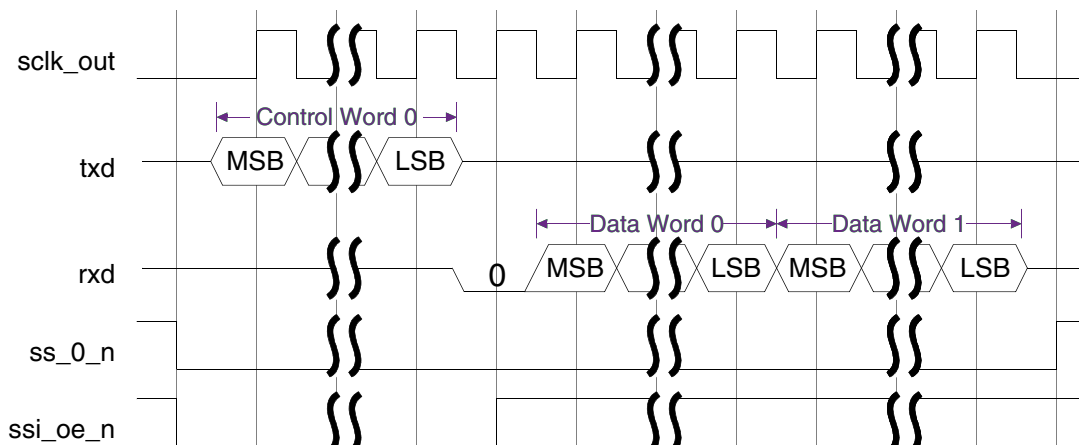 sclk_out
Control Word 0
txd
MSB
LSB
Data Word 0
Data Word 1
rxd
0
MSB
LSB
MSB
LSB
ss_0_n
ssi_oe_n